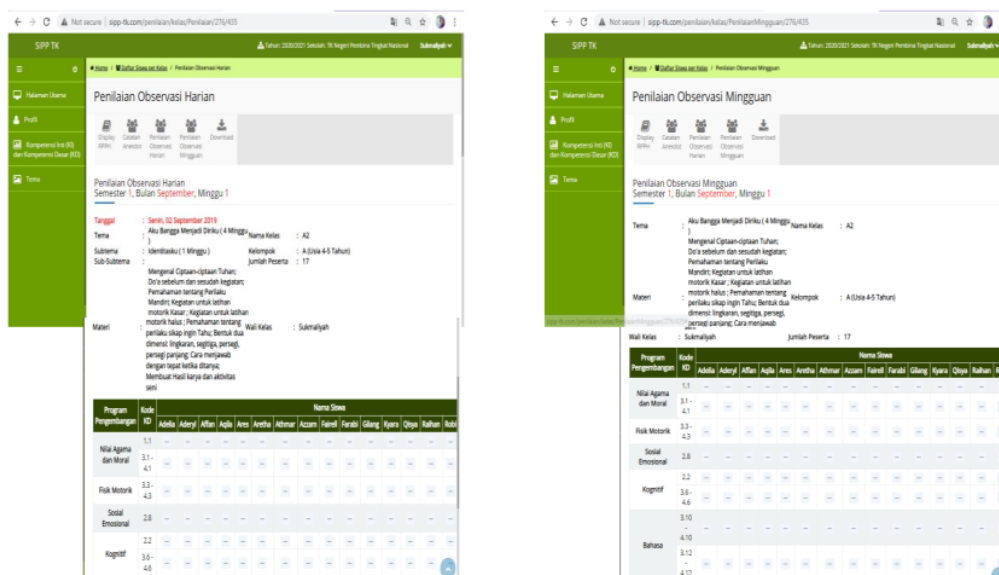 Not secure | sipp-tk.com/penilaian/kelas/Penilaian/276/435
SIPP TK
Tahun: 2020/2021 Sekolah: TK Negeri Pembina Tingkat Nasional Sukmaliyah
Home / Daftar Siswa per Kelas / Penilaian Observasi Harian
Halaman Utama
Profil
Kompetensi Inti (KI)
dan Kompetensi Dasar (KD)
Tema
Penilaian Observasi Harian
Display RPPH
Catatan Anekdot
Penilaian Observasi Harian
Penilaian Observasi Mingguan
Download
Penilaian Observasi Harian
Semester 1, Bulan September, Minggu 1
Tanggal : Senin, 02 September 2019
Tema : Aku Bangga Menjadi Diriku ( 4 Minggu ) Nama Kelas : A2
Subtema : Identitasku ( 1 Minggu ) Kelompok : A (Usia 4-5 Tahun)
Sub-Subtema : Jumlah Peserta : 17
Materi :
Mengenal Ciptaan-ciptaan Tuhan;
Do'a sebelum dan sesudah kegiatan;
Pemahaman tentang Perilaku
Mandiri; Kegiatan untuk latihan
motorik Kasar ; Kegiatan untuk latihan
motorik halus ; Pemahaman tentang
perilaku sikap ingin Tahu; Bentuk dua
dimensi: lingkaran, segitiga, persegi,
persegi panjang; Cara menjawab
dengan tepat ketika ditanya;
Membuat Hasil karya dan aktivitas
seni
Wali Kelas : Sukmaliyah
Program Pengembangan Kode KD Nama Siswa
Adelia Aderyl Affan Aqila Ares Aretha Athmar Azzam Fairell Farabi Gilang Kyara Qisya Raihan
Nilai Agama dan Moral 1.1
3.1 - 4.1
Fisik Motorik 3.3 - 4.3
Sosial Emosional 2.8
Kognitif 2.2
3.6 - 4.6
Not secure | sipp-tk.com/penilaian/kelas/PenilaianMingguan/276/435
SIPP TK
Tahun: 2020/2021 Sekolah: TK Negeri Pembina Tingkat Nasional Sukmaliyah
Home / Daftar Siswa per Kelas / Penilaian Observasi Mingguan
Halaman Utama
Profil
Kompetensi Inti (KI)
dan Kompetensi Dasar (KD)
Tema
Penilaian Observasi Mingguan
Display RPPH
Catatan Anekdot
Penilaian Observasi Harian
Penilaian Observasi Mingguan
Download
Penilaian Observasi Mingguan
Semester 1, Bulan September, Minggu 1
Tema : Aku Bangga Menjadi Diriku ( 4 Minggu ) Nama Kelas : A2
Materi :
Mengenal Ciptaan-ciptaan Tuhan;
Do'a sebelum dan sesudah kegiatan;
Pemahaman tentang Perilaku
Mandiri; Kegiatan untuk latihan
motorik Kasar ; Kegiatan untuk latihan
motorik halus ; Pemahaman tentang
perilaku sikap ingin Tahu; Bentuk dua
dimensi: lingkaran, segitiga, persegi,
persegi panjang; Cara menjawab
Kelompok : A (Usia 4-5 Tahun)
Wali Kelas : Sukmaliyah Jumlah Peserta : 17
Program Pengembangan Kode KD Nama Siswa
Adelia Aderyl Affan Aqila Ares Aretha Athmar Azzam Fairell Farabi Gilang Kyara Qisya Raihan
Nilai Agama dan Moral 1.1
3.1 - 4.1
Fisik Motorik 3.3 - 4.3
Sosial Emosional 2.8
Kognitif 2.2
3.6 - 4.6
Bahasa 3.10 - 4.10
3.12 - 4.12